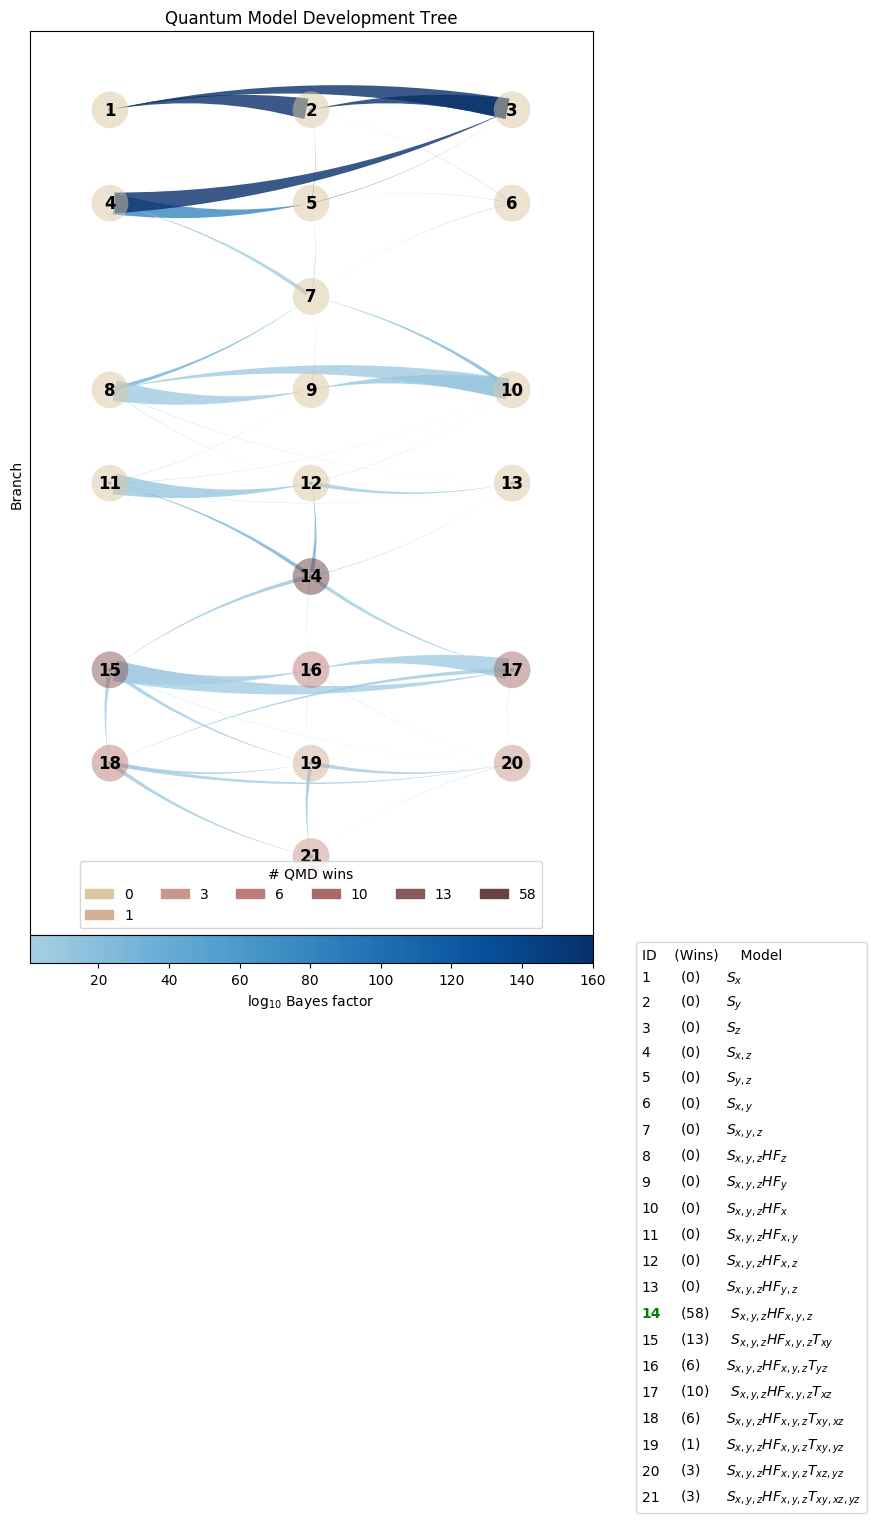 Quantum Model Development Tree
1 2 3
4 5 6
7
8 9 10
11 12 13
14
15 16 17
18 19 20
21
Branch
# QMD wins
0 3 6 10 13 58
1
20 40 60 80 100 120 140 160
log₁₀ Bayes factor
ID (Wins) Model
1 (0) $S_{x}$
2 (0) $S_{y}$
3 (0) $S_{z}$
4 (0) $S_{x,z}$
5 (0) $S_{y,z}$
6 (0) $S_{x,y}$
7 (0) $S_{x,y,z}$
8 (0) $S_{x,y,z}HF_{z}$
9 (0) $S_{x,y,z}HF_{y}$
10 (0) $S_{x,y,z}HF_{x}$
11 (0) $S_{x,y,z}HF_{x,y}$
12 (0) $S_{x,y,z}HF_{x,z}$
13 (0) $S_{x,y,z}HF_{y,z}$
14 (58) $S_{x,y,z}HF_{x,y,z}$
15 (13) $S_{x,y,z}HF_{x,y,z}T_{xy}$
16 (6) $S_{x,y,z}HF_{x,y,z}T_{yz}$
17 (10) $S_{x,y,z}HF_{x,y,z}T_{xz}$
18 (6) $S_{x,y,z}HF_{x,y,z}T_{xy,xz}$
19 (1) $S_{x,y,z}HF_{x,y,z}T_{xy,yz}$
20 (3) $S_{x,y,z}HF_{x,y,z}T_{xz,yz}$
21 (3) $S_{x,y,z}HF_{x,y,z}T_{xy,xz,yz}$